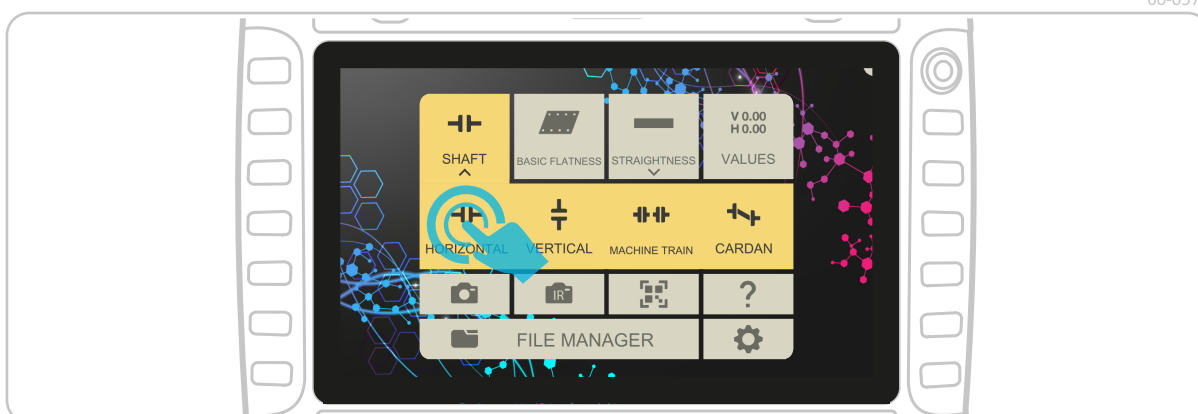 V 0.00
H 0.00
SHAFT
BASIC FLATNESS
STRAIGHTNESS
VALUES
HORIZONTAL
VERTICAL
MACHINE TRAIN
CARDAN
IR
?
FILE MANAGER